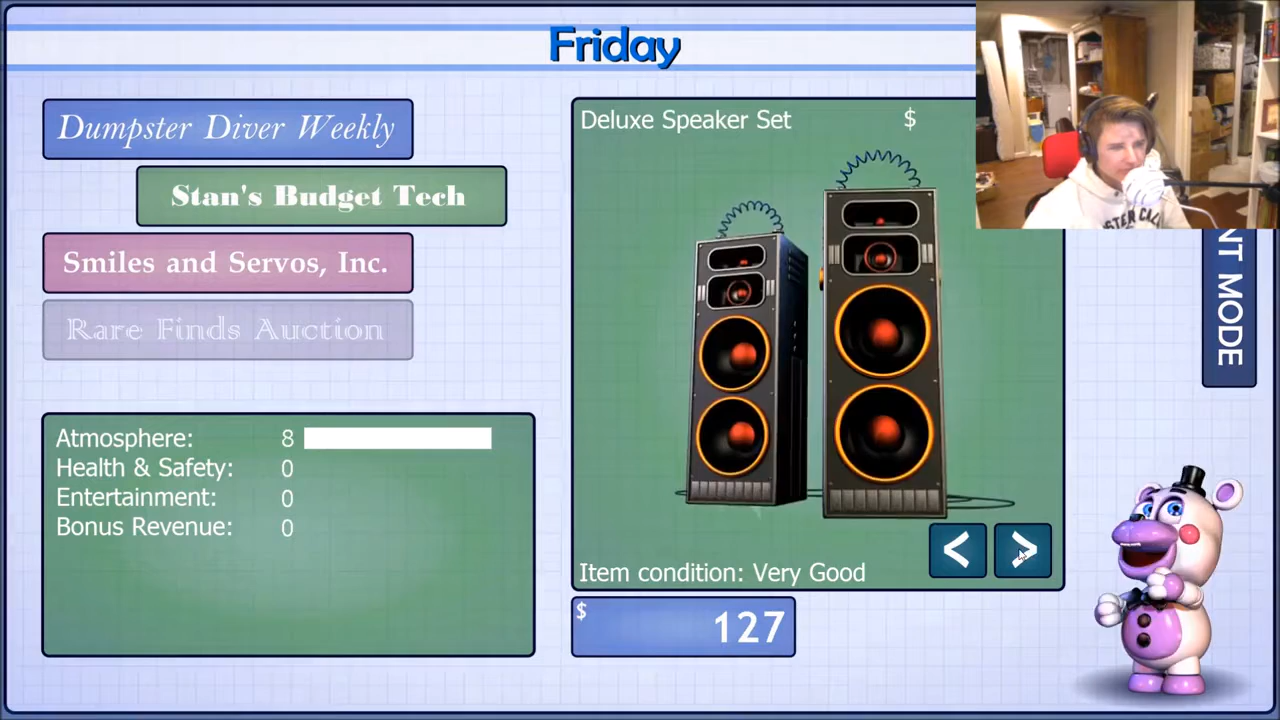 Friday
Dumpster Diver Weekly
Stan's Budget Tech
Smiles and Servos, Inc.
Rare Finds Auction
Deluxe Speaker Set $
Item condition: Very Good
< >
$ 127
Atmosphere: 8
Health & Safety: 0
Entertainment: 0
Bonus Revenue: 0
NT MODE